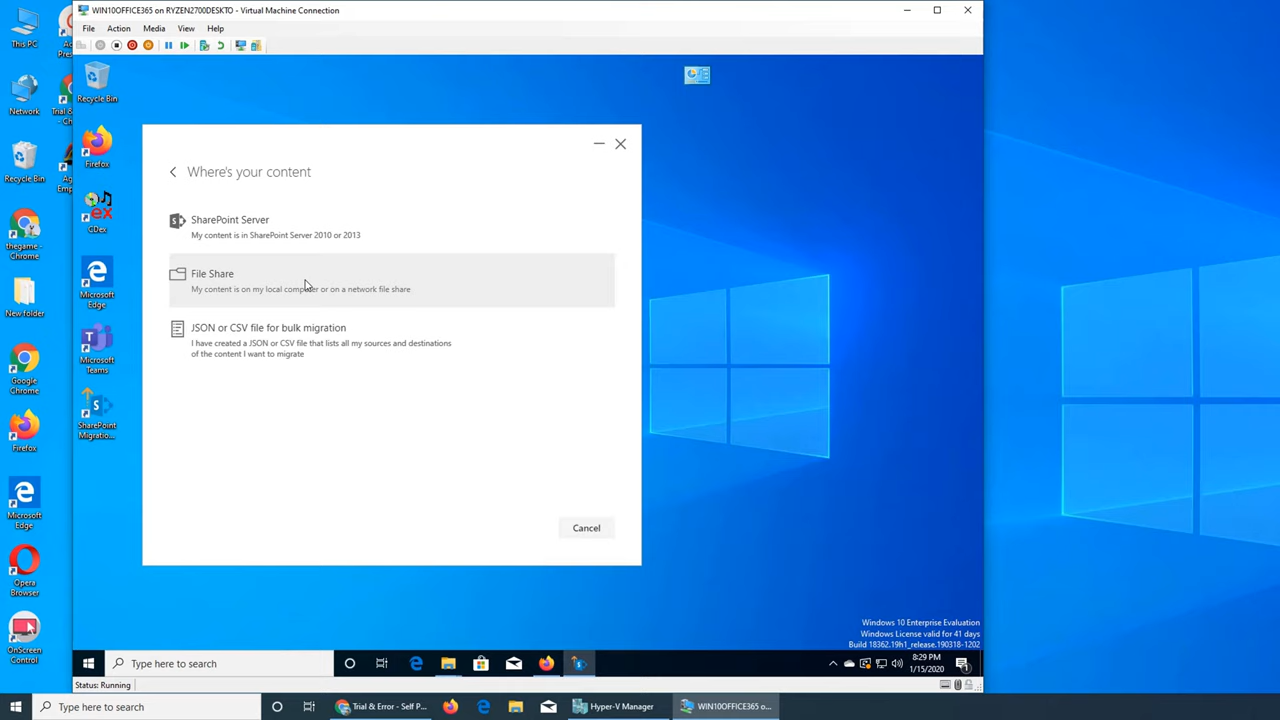 WIN10OFFICE365 on RYZEN2700DESKTO - Virtual Machine Connection
File Action Media View Help
This PC
Network
Recycle Bin
thegame - Chrome
New folder
Google Chrome
Firefox
Microsoft Edge
Opera Browser
OnScreen Control
Recycle Bin
Firefox
CDex
Microsoft Edge
Microsoft Teams
SharePoint Migratio...
Where's your content
SharePoint Server
My content is in SharePoint Server 2010 or 2013
File Share
My content is on my local computer or on a network file share
JSON or CSV file for bulk migration
I have created a JSON or CSV file that lists all my sources and destinations
of the content I want to migrate
Cancel
Windows 10 Enterprise Evaluation
Windows License valid for 41 days
Build 18362.19h1_release.190318-1202
Type here to search
8:29 PM
1/15/2020
Status: Running
Type here to search
Trial & Error - Self P...
Hyper-V Manager
WIN10OFFICE365 o...